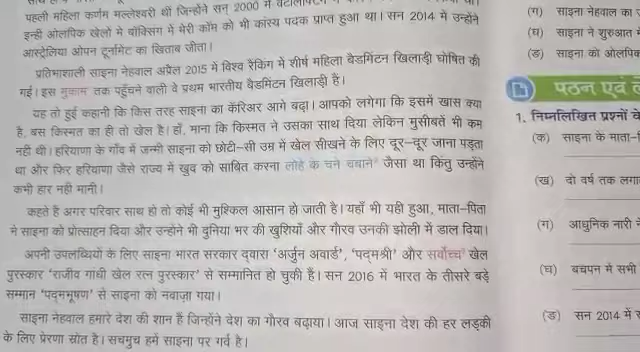 पहली महिला कर्णम मल्लेश्वरी थीं जिन्होंने सन् 2000 में
इन्हीं ओलंपिक खेलों मे बॉक्सिंग में मेरी कॉम को भी कांस्य पदक प्राप्त हुआ था। सन 2014 में उन्होंने
आस्ट्रेलिया ओपन टूर्नामेंट का खिताब जीता।
प्रतिभाशाली साइना नेहवाल अप्रैल 2015 में विश्व रैंकिंग में शीर्ष महिला बैडमिंटन खिलाड़ी घोषित की
गई। इस मुकाम तक पहुँचने वाली वे प्रथम भारतीय बैडमिंटन खिलाड़ी है।
यह तो हुई कहानी कि किस तरह साइना का कॅरिअर आगे बढ़ा। आपको लगेगा कि इसमें खास क्या
है, बस किस्मत का ही तो खेल है। हाँ, माना कि किस्मत ने उसका साथ दिया लेकिन मुसीबतें भी कम
नही थी। हरियाणा के गाँव में जन्मी साइना को छोटी-सी उम्र में खेल सीखने के लिए दूर-दूर जाना पड़ता
था और फिर हरियाणा जैसे राज्य में खुद को साबित करना लोहे के चने चबाने जैसा था किंतु उन्होंने
कभी हार नही मानी।
कहते हैं अगर परिवार साथ हो तो कोई भी मुश्किल आसान हो जाती है। यहाँ भी यही हुआ, माता-पिता
ने साइना को प्रोत्साहन दिया और उन्होंने भी दुनिया भर की खुशियाँ और गौरव उनकी झोली में डाल दिया।
अपनी उपलब्धियों के लिए साइना भारत सरकार द्वारा 'अर्जुन अवार्ड', 'पद्मश्री' और सर्वोच्च खेल
पुरस्कार 'राजीव गांधी खेल रत्न पुरस्कार' से सम्मानित हो चुकी हैं। सन 2016 में भारत के तीसरे बड़े
सम्मान 'पद्मभूषण' से साइना को नवाज़ा गया।
साइना नेहवाल हमारे देश की शान हैं जिन्होंने देश का गौरव बढ़ाया। आज साइना देश की हर लड़की
के लिए प्रेरणा स्रोत है। सचमुच हमें साइना पर गर्व है।
(ग) साइना नेहवाल का
(घ) साइना ने शुरुआत
(ङ) साइना को ओलंपिक
पठन एवं
1. निम्नलिखित प्रश्नों के
(क) साइना के माता-
(ख) दो वर्ष तक लगा
(ग) आधुनिक नारी
(घ) बचपन में सभी
(ङ) सन 2014 में